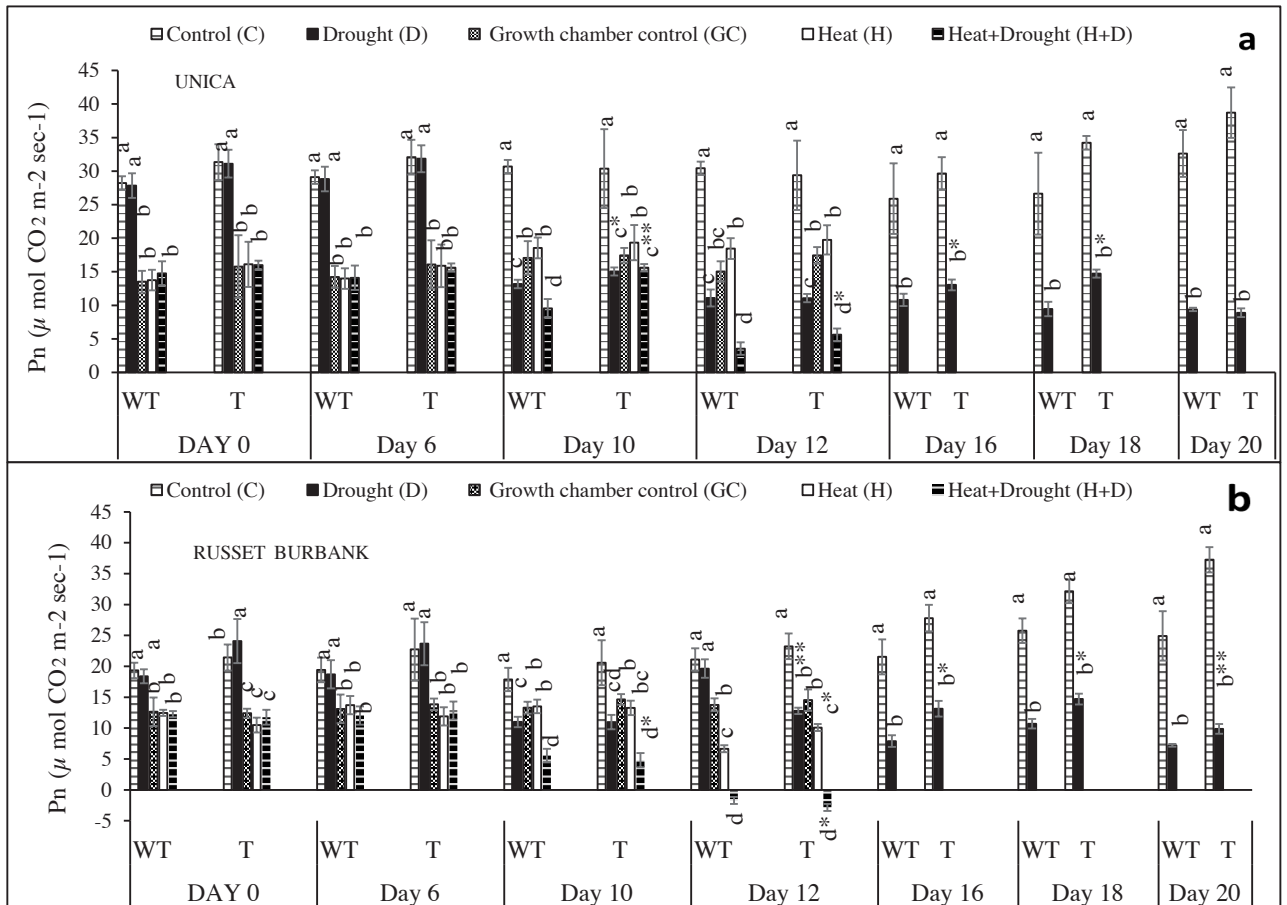 Control (C) Drought (D) Growth chamber control (GC) Heat (H) Heat+Drought (H+D) a
UNICA
Pn (µ mol CO2 m-2 sec-1)
45
40
35
30
25
20
15
10
5
0
a a b b b a a b b b a a b b b a a b b b a c b b d a c* b b c** a c bc b d a c b b d* a b a b* a b a b* a b a b
WT T WT T WT T WT T WT T WT T WT T
DAY 0 Day 6 Day 10 Day 12 Day 16 Day 18 Day 20
Control (C) Drought (D) Growth chamber control (GC) Heat (H) Heat+Drought (H+D) b
RUSSET BURBANK
Pn (µ mol CO2 m-2 sec-1)
45
40
35
30
25
20
15
10
5
0
-5
a a b b b b a c c c a a b b b a a b b b a c b b d a cd b bc d* a a b c d a b** b c* d* a b a b* a b a b* a b a b**
WT T WT T WT T WT T WT T WT T WT T
DAY 0 Day 6 Day 10 Day 12 Day 16 Day 18 Day 20